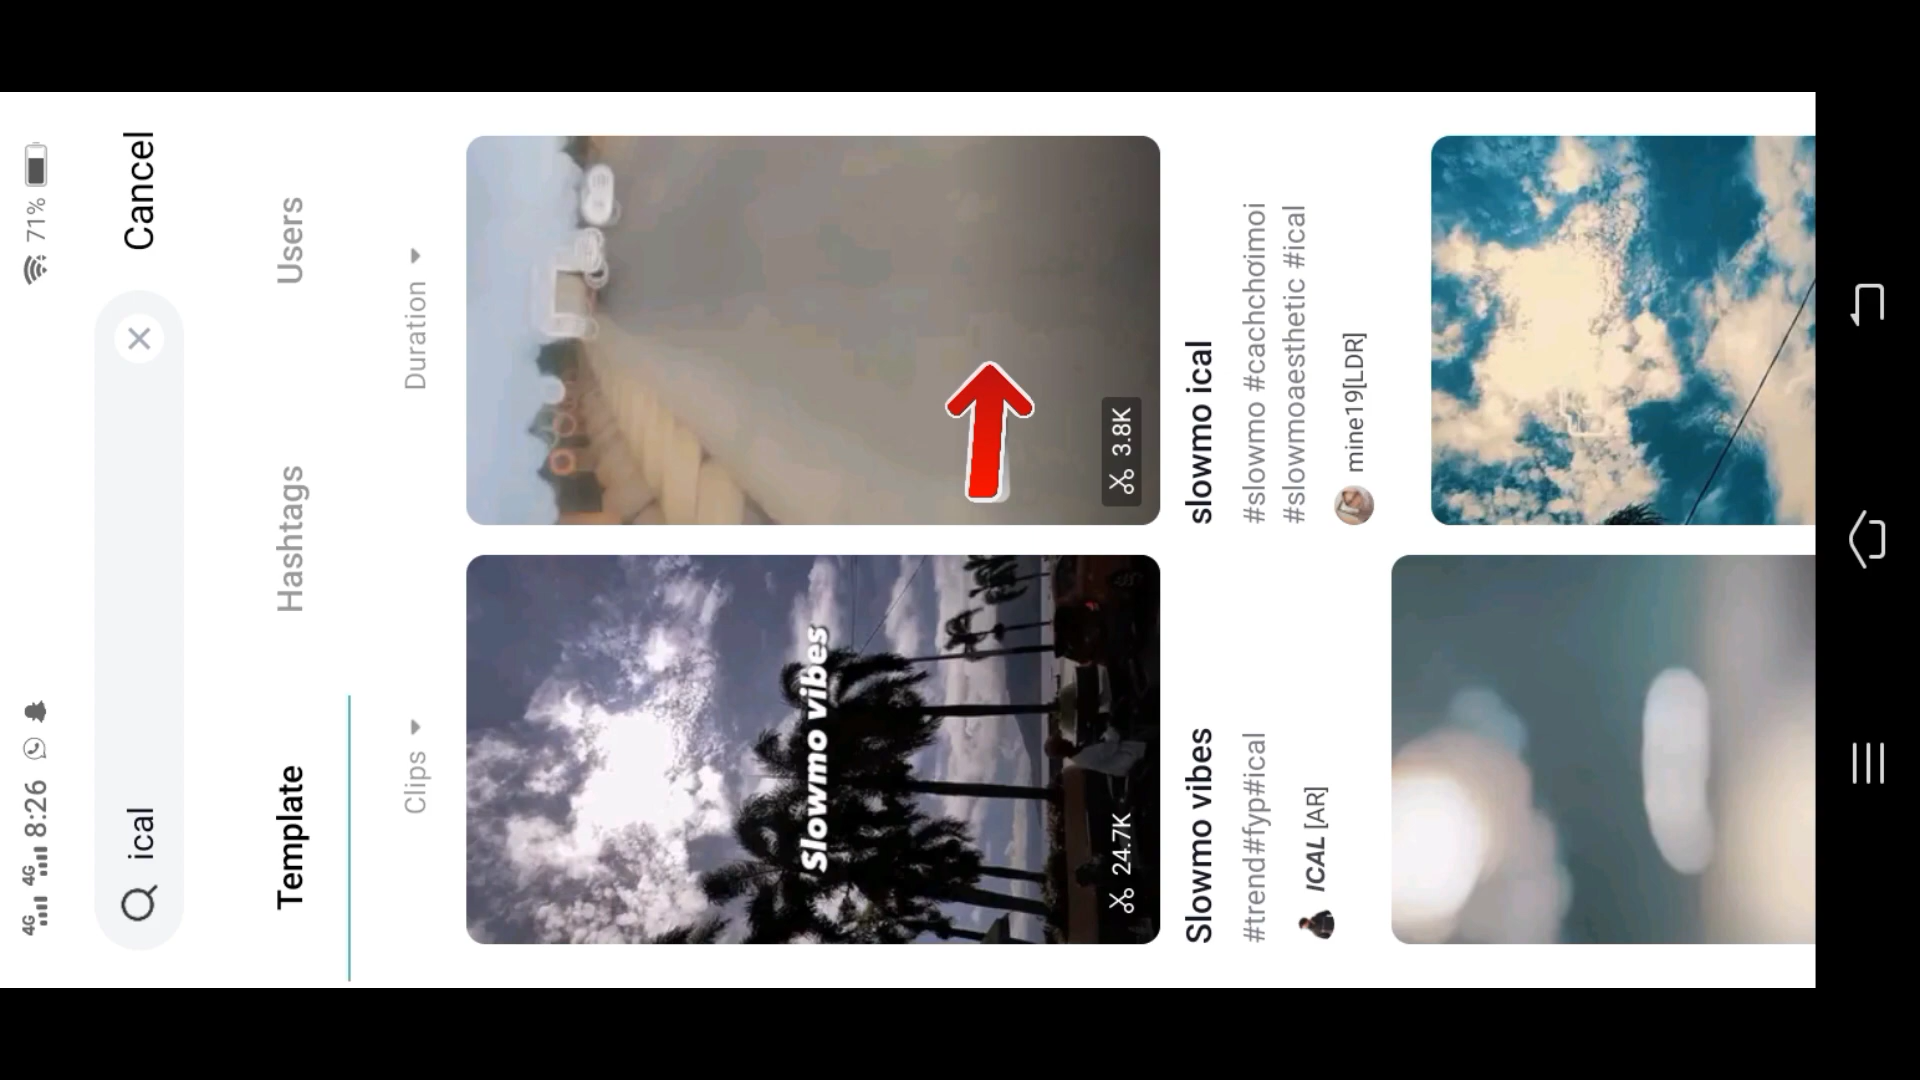 4G 4G 8:26
71%
ical
Cancel
Template
Hashtags
Users
Clips
Duration
Slowmo vibes
24.7K
Slowmo vibes
#trend#fyp#ical
ICAL [AR]
3.8K
slowmo ical
#slowmo #cachchơimoi
#slowmoaesthetic #ical
mine19[LDR]